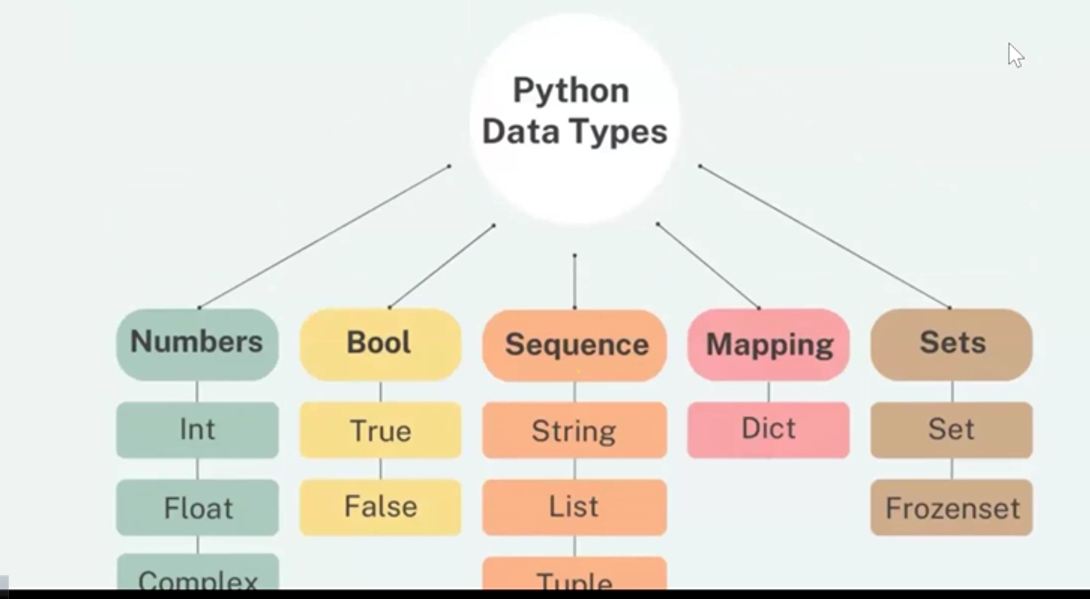 Python
Data Types
Numbers
Bool
Sequence
Mapping
Sets
Int
True
String
Dict
Set
Float
False
List
Frozenset
Complex
Tuple